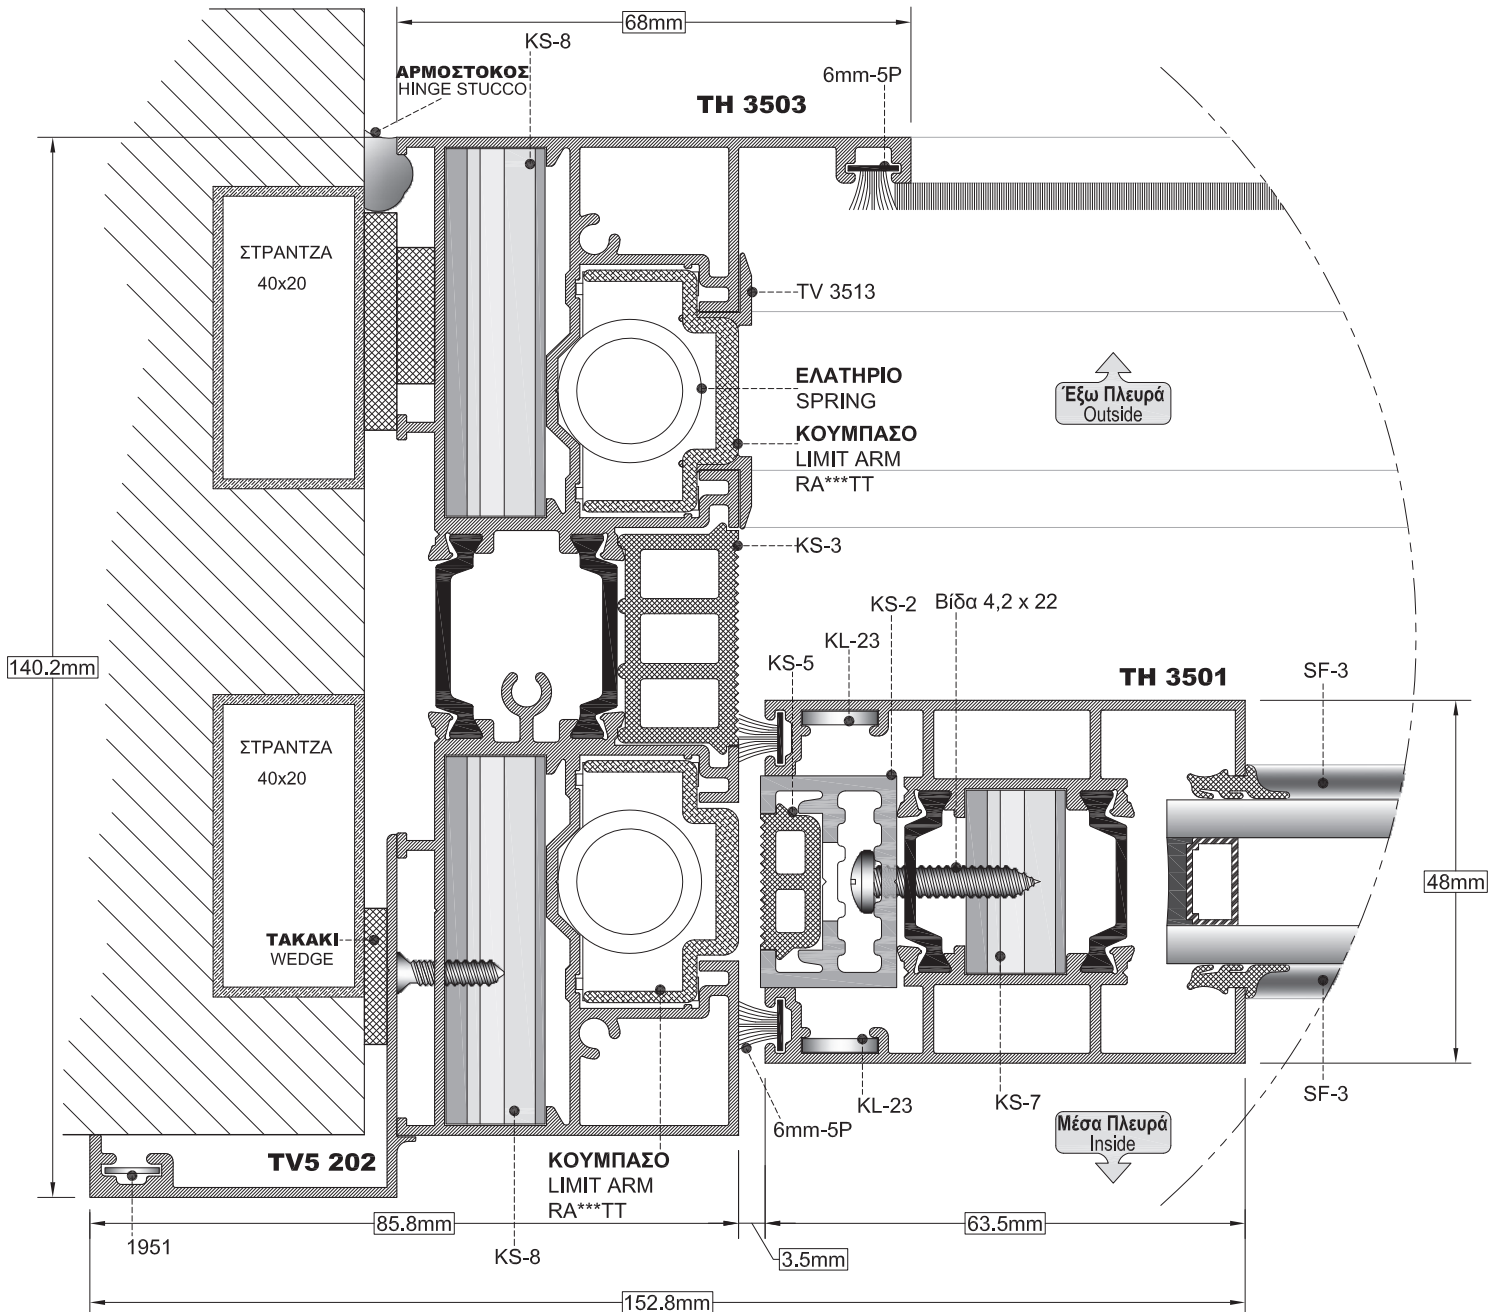 68mm
KS-8
ΑΡΜΟΣΤΟΚΟΣ
HINGE STUCCO
6mm-5P
TH 3503
ΣΤΡΑΝΤΖΑ
40x20
TV 3513
ΕΛΑΤΗΡΙΟ
SPRING
Έξω Πλευρά
Outside
ΚΟΥΜΠΑΣΟ
LIMIT ARM
RA***TT
KS-3
KS-2
Βίδα 4,2 x 22
KL-23
KS-5
140.2mm
TH 3501
SF-3
ΣΤΡΑΝΤΖΑ
40x20
48mm
ΤΑΚΑΚΙ
WEDGE
KL-23
KS-7
SF-3
6mm-5P
Μέσα Πλευρά
Inside
TV5 202
ΚΟΥΜΠΑΣΟ
LIMIT ARM
RA***TT
85.8mm
63.5mm
1951
KS-8
3.5mm
152.8mm